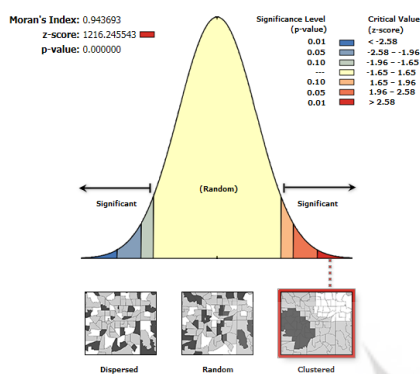 Moran's Index: 0.943693
z-score: 1216.245543
p-value: 0.000000
Significance Level (p-value) Critical Value (z-score)
0.01 < -2.58
0.05 -2.58 - -1.96
0.10 -1.96 - -1.65
--- -1.65 - 1.65
0.10 1.65 - 1.96
0.05 1.96 - 2.58
0.01 > 2.58
Significant (Random) Significant
Dispersed Random Clustered